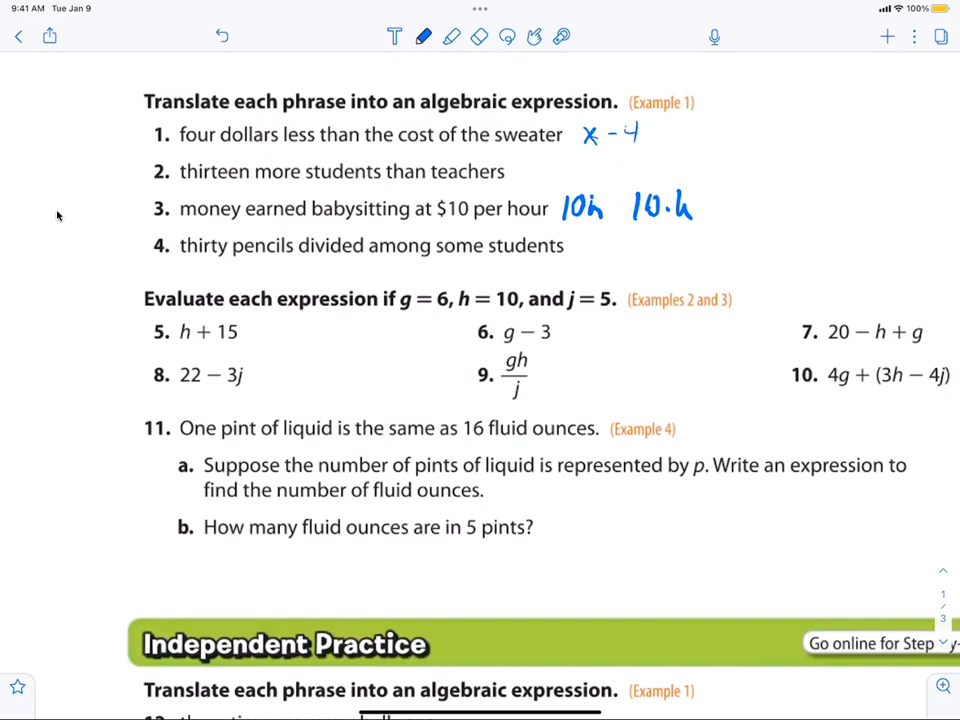 9:41 AM Tue Jan 9 100%
Translate each phrase into an algebraic expression. (Example 1)
1. four dollars less than the cost of the sweater x - 4
2. thirteen more students than teachers
3. money earned babysitting at $10 per hour 10h 10·h
4. thirty pencils divided among some students
Evaluate each expression if g = 6, h = 10, and j = 5. (Examples 2 and 3)
5. h + 15 6. g − 3 7. 20 − h + g
8. 22 − 3j 9. gh/j 10. 4g + (3h − 4j)
11. One pint of liquid is the same as 16 fluid ounces. (Example 4)
a. Suppose the number of pints of liquid is represented by p. Write an expression to
find the number of fluid ounces.
b. How many fluid ounces are in 5 pints?
1
/
3
Independent Practice Go online for Step
Translate each phrase into an algebraic expression. (Example 1)